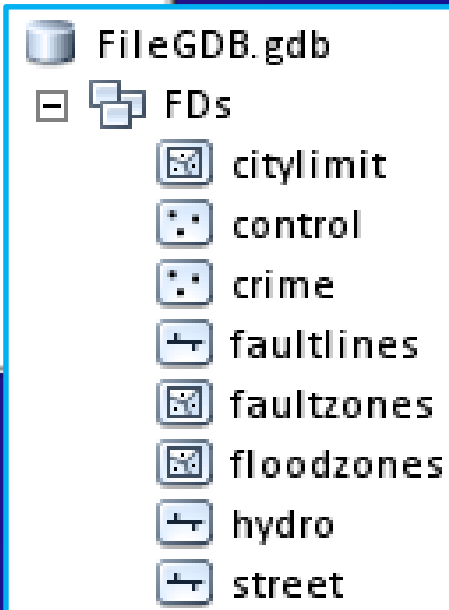 FileGDB.gdb
FDs
citylimit
control
crime
faultlines
faultzones
floodzones
hydro
street